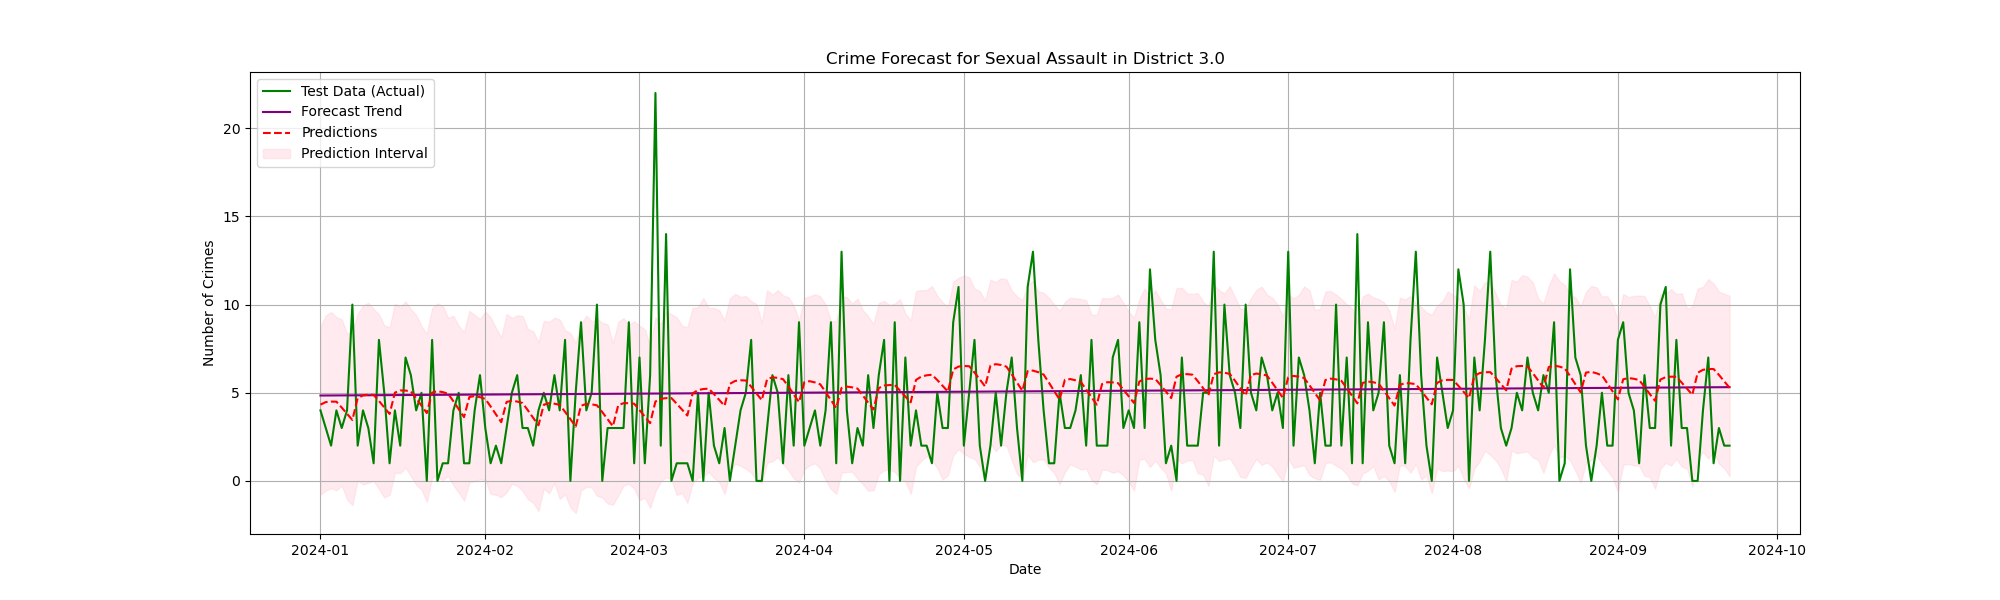 Crime Forecast for Sexual Assault in District 3.0
Test Data (Actual)
Forecast Trend
Predictions
Prediction Interval
Number of Crimes
20
15
10
5
0
2024-01 2024-02 2024-03 2024-04 2024-05 2024-06 2024-07 2024-08 2024-09 2024-10
Date